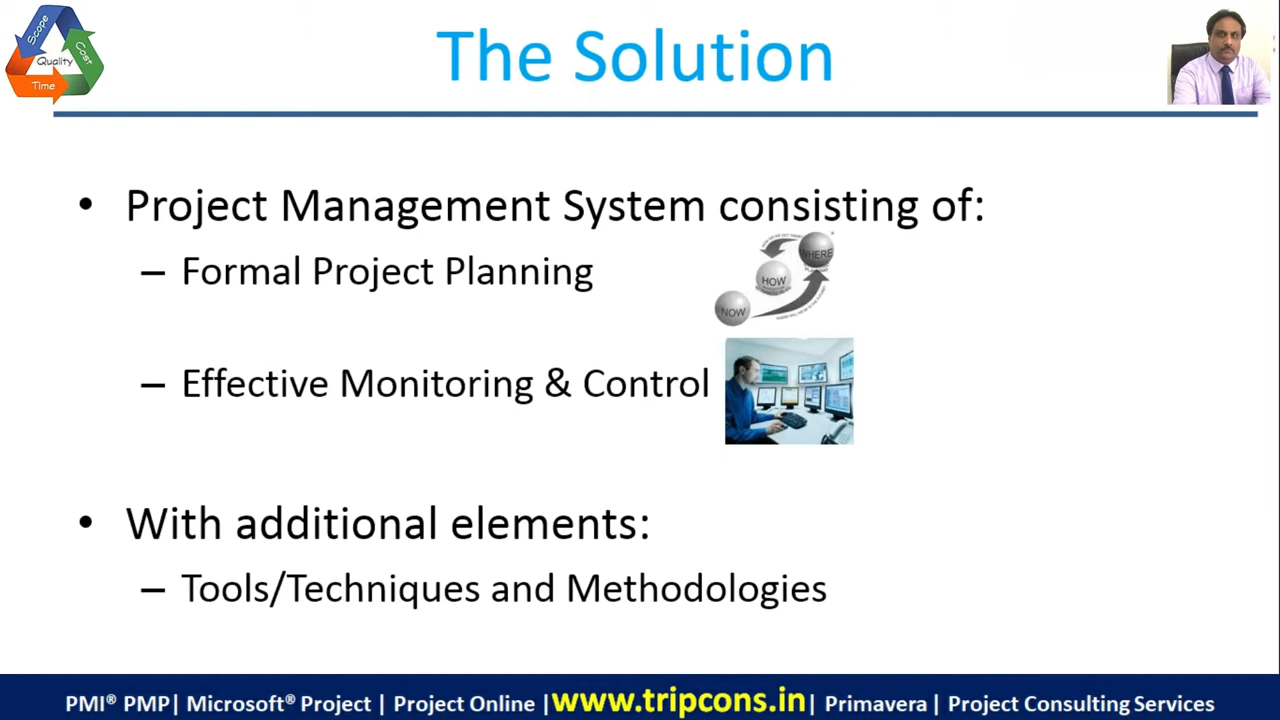 Scope
Cost
Quality
Time
The Solution
• Project Management System consisting of:
– Formal Project Planning
WHERE
HOW
NOW
– Effective Monitoring & Control
• With additional elements:
– Tools/Techniques and Methodologies
PMI® PMP| Microsoft® Project | Project Online |www.tripcons.in| Primavera | Project Consulting Services